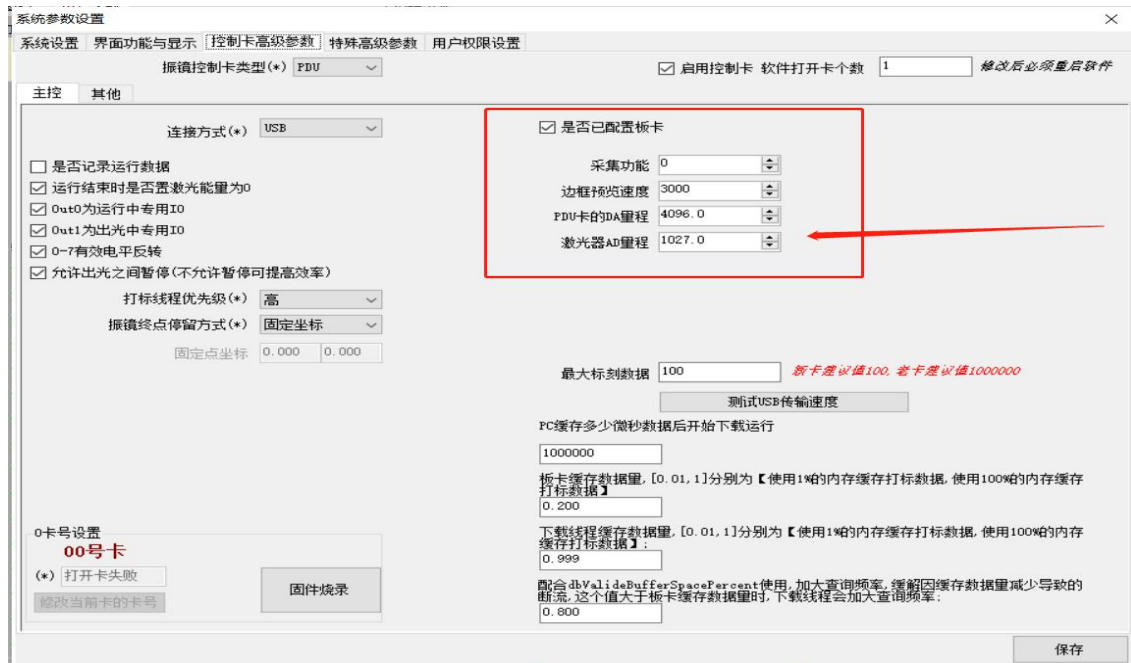 系统参数设置
系统设置 界面功能与显示 控制卡高级参数 特殊高级参数 用户权限设置
振镜控制卡类型(*) PDU
启用控制卡 软件打开卡个数 1 修改后必须重启软件
主控 其他
连接方式(*) USB
是否记录运行数据
运行结束时是否置激光能量为0
Out0为运行中专用IO
Out1为出光中专用IO
0-7有效电平反转
允许出光之间暂停(不允许暂停可提高效率)
打标线程优先级(*) 高
振镜终点停留方式(*) 固定坐标
固定点坐标 0.000 0.000
0卡号设置
00号卡
(*) 打开卡失败
修改当前卡的卡号
固件烧录
是否已配置板卡
采集功能 0
边框预览速度 3000
PDU卡的DA量程 4096.0
激光器AD量程 1027.0
最大标刻数据 100 新卡建议值100, 老卡建议值1000000
测试USB传输速度
PC缓存多少微秒数据后开始下载运行
1000000
板卡缓存数据量, [0.01, 1]分别为【使用1%的内存缓存打标数据, 使用100%的内存缓存
打标数据】
0.200
下载线程缓存数据量, [0.01, 1]分别为【使用1%的内存缓存打标数据, 使用100%的内存
缓存打标数据】;
0.999
配合dbValideBufferSpacePercent使用, 加大查询频率, 缓解因缓存数据量减少导致的
断流, 这个值大于板卡缓存数据量时, 下载线程会加大查询频率;
0.800
保存